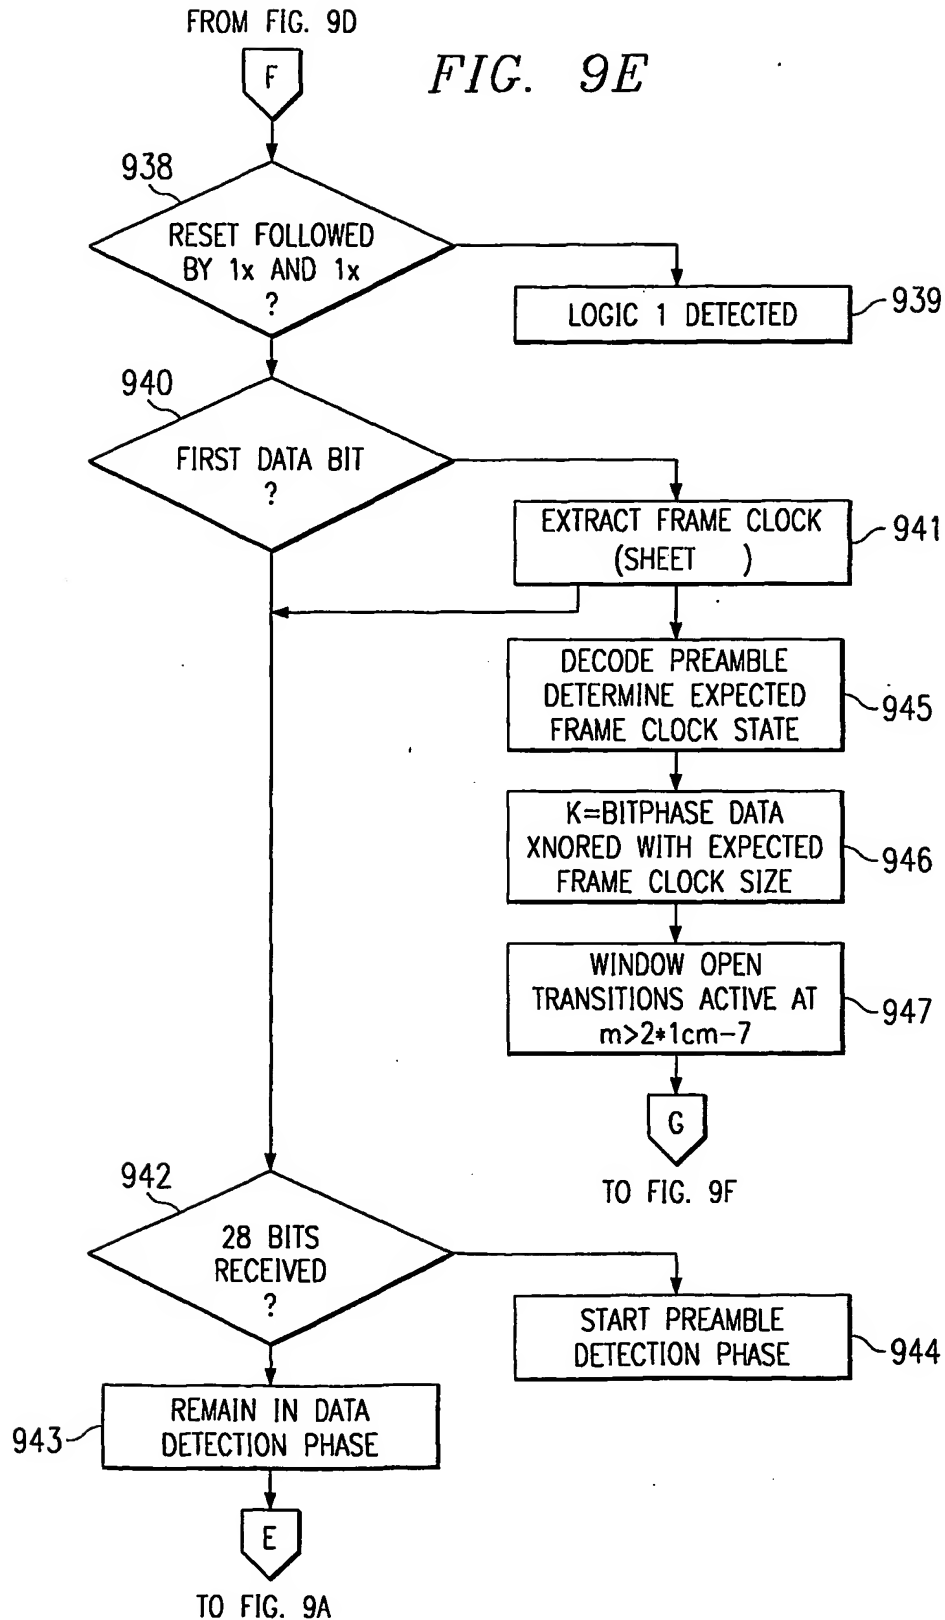 FROM FIG. 9D
F
FIG. 9E
938
RESET FOLLOWED
BY 1x AND 1x
?
LOGIC 1 DETECTED
939
940
FIRST DATA BIT
?
EXTRACT FRAME CLOCK
(SHEET )
941
DECODE PREAMBLE
DETERMINE EXPECTED
FRAME CLOCK STATE
945
K=BITPHASE DATA
XNORED WITH EXPECTED
FRAME CLOCK SIZE
946
WINDOW OPEN
TRANSITIONS ACTIVE AT
m>2*1cm-7
947
G
TO FIG. 9F
942
28 BITS
RECEIVED
?
START PREAMBLE
DETECTION PHASE
944
REMAIN IN DATA
DETECTION PHASE
943
E
TO FIG. 9A